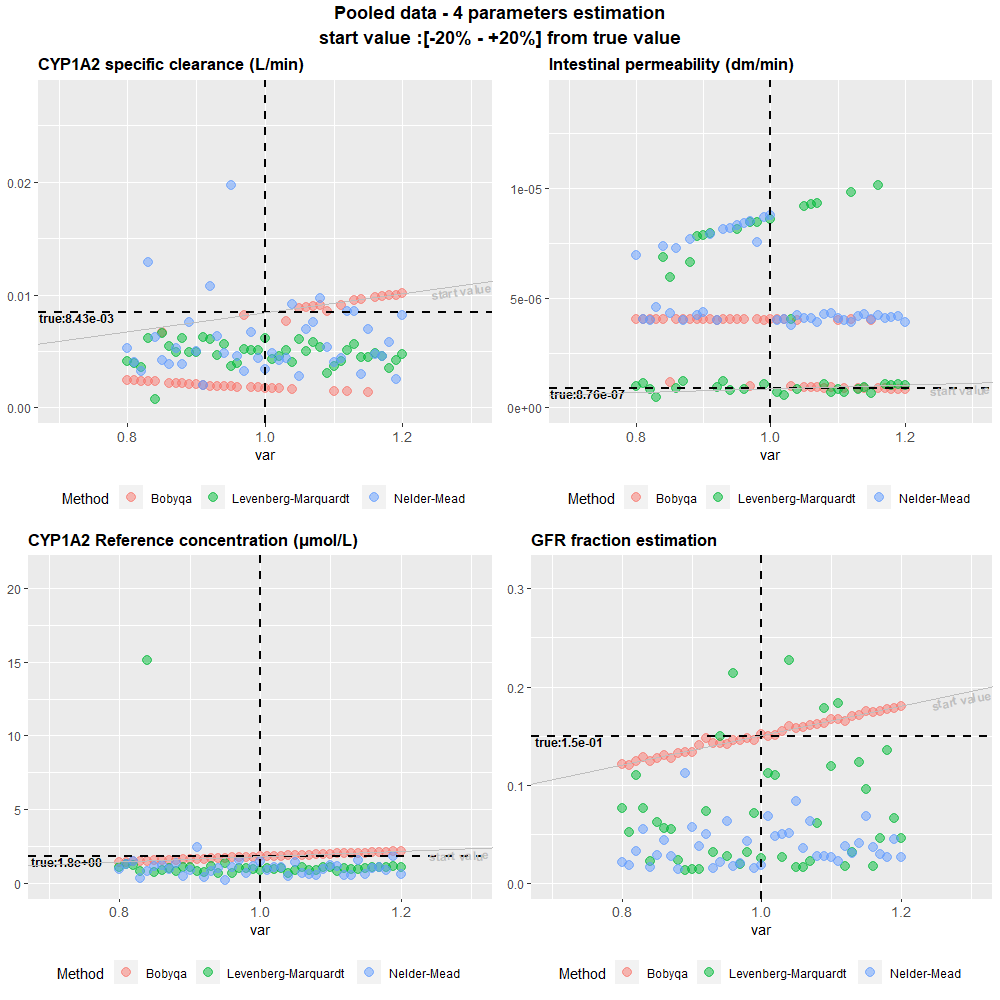 Pooled data - 4 parameters estimation
start value :[-20% - +20%] from true value
CYP1A2 specific clearance (L/min)
0.02
0.01
0.00
start value
true:8.43e-03
0.8 1.0 1.2
var
Method Bobyqa Levenberg-Marquardt Nelder-Mead
Intestinal permeability (dm/min)
1e-05
5e-06
0e+00
start value
true:8.76e-07
0.8 1.0 1.2
var
Method Bobyqa Levenberg-Marquardt Nelder-Mead
CYP1A2 Reference concentration (µmol/L)
20
15
10
5
0
start value
true:1.8e+00
0.8 1.0 1.2
var
Method Bobyqa Levenberg-Marquardt Nelder-Mead
GFR fraction estimation
0.3
0.2
0.1
0.0
start value
true:1.5e-01
0.8 1.0 1.2
var
Method Bobyqa Levenberg-Marquardt Nelder-Mead